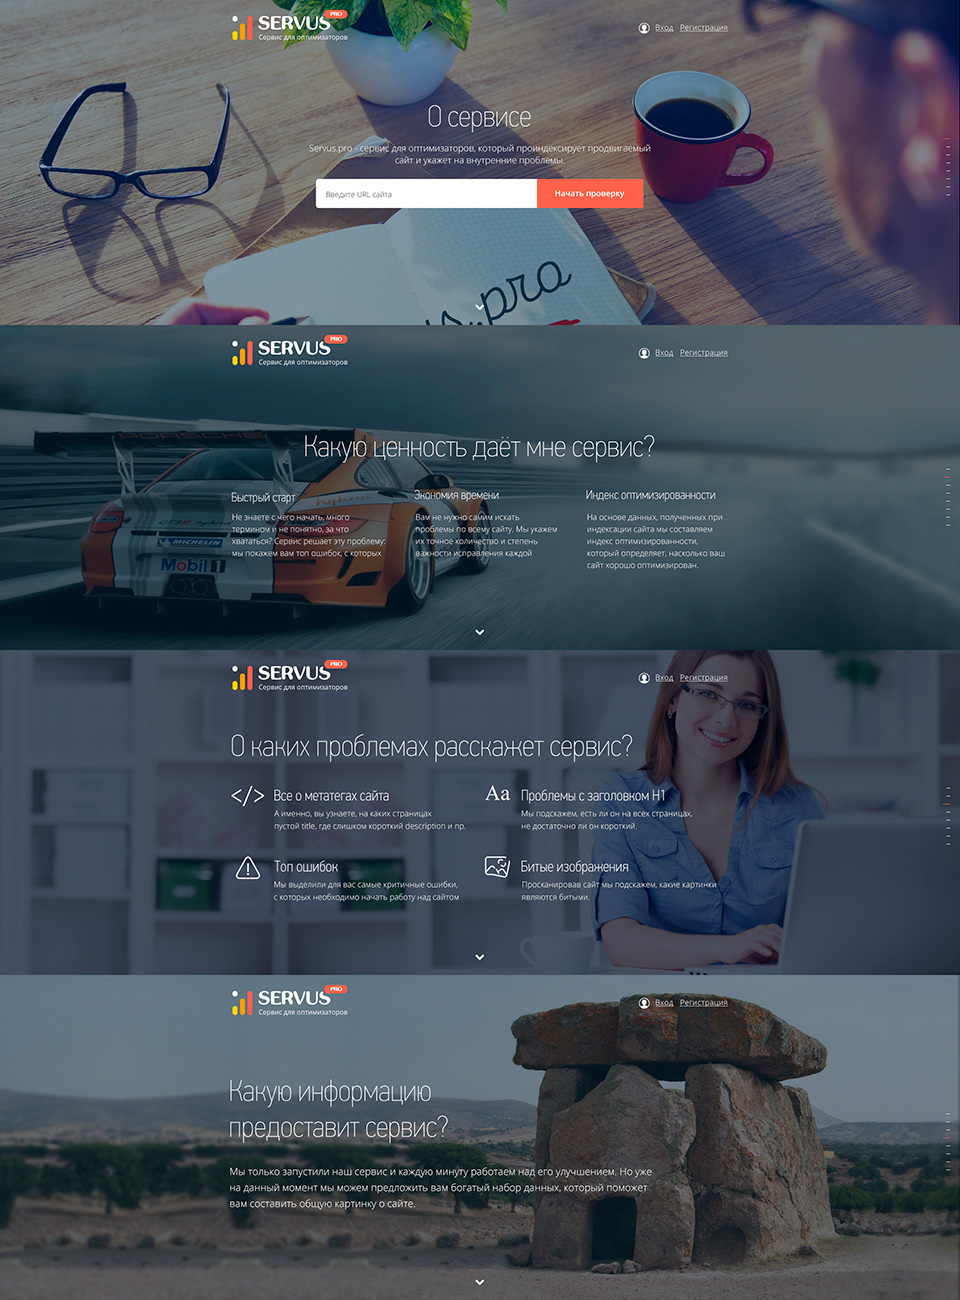 SERVUS PRO
Сервис для оптимизаторов
Вход Регистрация
О сервисе
Servus.pro - сервис для оптимизаторов, который проиндексирует продвигаемый
сайт и укажет на внутренние проблемы.
Введите URL сайта
Начать проверку
s.pro
SERVUS PRO
Сервис для оптимизаторов
Вход Регистрация
PORSCHE
Какую ценность даёт мне сервис?
Быстрый старт
Не знаете с чего начать, много
термином и не понятно, за что
хвататься? Сервис решает эту проблему:
мы покажем вам топ ошибок, с которых
Экономия времени
Вам не нужно самим искать
проблемы по всему сайту. Мы укажем
их точное количество и степень
важности исправления каждой
Индекс оптимизированности
На основе данных, полученных при
индексации сайта мы составляем
индекс оптимизированности,
который определяет, насколько ваш
сайт хорошо оптимизирован.
hybrid
MICHELIN
Mobil 1
SERVUS PRO
Сервис для оптимизаторов
Вход Регистрация
О каких проблемах расскажет сервис?
</>
Все о метатегах сайта
А именно, вы узнаете, на каких страницах
пустой title, где слишком короткий description и пр.
Aa
Проблемы с заголовком H1
Мы подскажем, есть ли он на всех страницах,
не достаточно ли он короткий.
Топ ошибок
Мы выделили для вас самые критичные ошибки,
с которых необходимо начать работу над сайтом
Битые изображения
Просканировав сайт мы подскажем, какие картинки
являются битыми.
SERVUS PRO
Сервис для оптимизаторов
Вход Регистрация
Какую информацию
предоставит сервис?
Мы только запустили наш сервис и каждую минуту работаем над его улучшением. Но уже
на данный момент мы можем предложить вам богатый набор данных, который поможет
вам составить общую картинку о сайте.